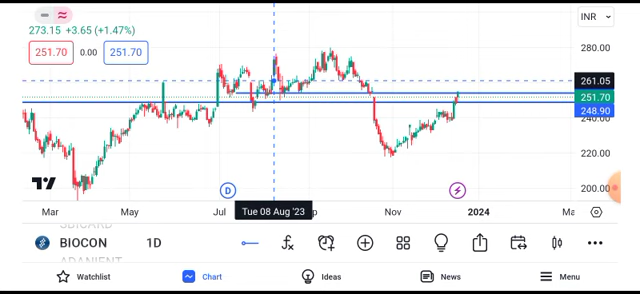 INR
273.15 +3.65 (+1.47%)
251.70 0.00 251.70
280.00
261.05
251.70
248.90
240.00
220.00
200.00
D
Mar May Jul Tue 08 Aug '23 Nov 2024
SBICARD
BIOCON 1D
ADANIENT
Watchlist Chart Ideas News Menu